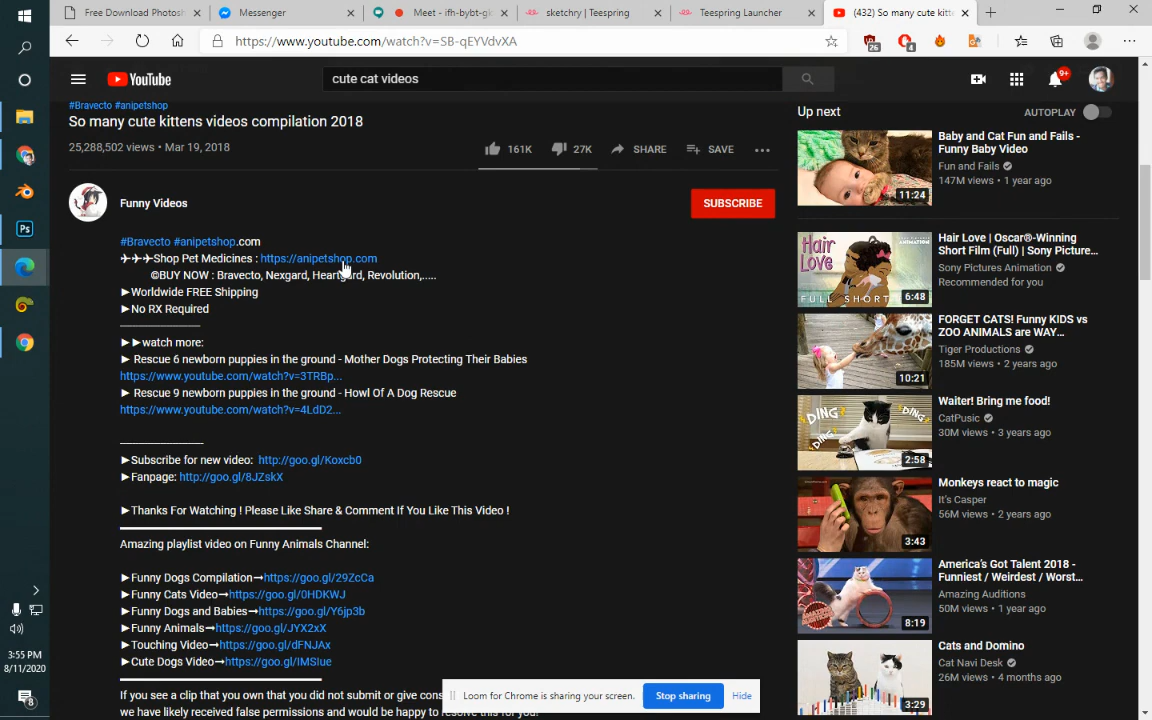 Free Download Photosh
Messenger
Meet - ifh-bybt-gk
sketchry | Teespring
Teespring Launcher
(432) So many cute kitt
https://www.youtube.com/watch?v=SB-qEYVdvXA
26
4
YouTube
cute cat videos
9+
#Bravecto #anipetshop
So many cute kittens videos compilation 2018
25,288,502 views • Mar 19, 2018
161K
27K
SHARE
SAVE
Funny Videos
SUBSCRIBE
#Bravecto #anipetshop.com
✈✈✈Shop Pet Medicines : https://anipetshop.com
©BUY NOW : Bravecto, Nexgard, Heartgard, Revolution,.....
►Worldwide FREE Shipping
►No RX Required
►►watch more:
► Rescue 6 newborn puppies in the ground - Mother Dogs Protecting Their Babies
https://www.youtube.com/watch?v=3TRBp...
► Rescue 9 newborn puppies in the ground - Howl Of A Dog Rescue
https://www.youtube.com/watch?v=4LdD2...
►Subscribe for new video: http://goo.gl/Koxcb0
►Fanpage: http://goo.gl/8JZskX
►Thanks For Watching ! Please Like Share & Comment If You Like This Video !
Amazing playlist video on Funny Animals Channel:
►Funny Dogs Compilation→https://goo.gl/29ZcCa
►Funny Cats Video→https://goo.gl/0HDKWJ
►Funny Dogs and Babies→https://goo.gl/Y6jp3b
►Funny Animals→https://goo.gl/JYX2xX
►Touching Video→https://goo.gl/dFNJAx
►Cute Dogs Video→https://goo.gl/IMSIue
If you see a clip that you own that you did not submit or give cons
we have likely received false permissions and would be happy to resolve this for you!
Up next
AUTOPLAY
11:24
Baby and Cat Fun and Fails -
Funny Baby Video
Fun and Fails
147M views • 1 year ago
Hair
LOVE
FULL SHORT
6:48
Hair Love | Oscar®-Winning
Short Film (Full) | Sony Picture...
Sony Pictures Animation
Recommended for you
10:21
FORGET CATS! Funny KIDS vs
ZOO ANIMALS are WAY...
Tiger Productions
185M views • 2 years ago
DING
DING
2:58
Waiter! Bring me food!
CatPusic
30M views • 3 years ago
3:43
Monkeys react to magic
It's Casper
56M views • 2 years ago
8:19
America's Got Talent 2018 -
Funniest / Weirdest / Worst...
Amazing Auditions
50M views • 1 year ago
3:29
Cats and Domino
Cat Navi Desk
26M views • 4 months ago
Loom for Chrome is sharing your screen.
Stop sharing
Hide
Ps
3:55 PM
8/11/2020
8